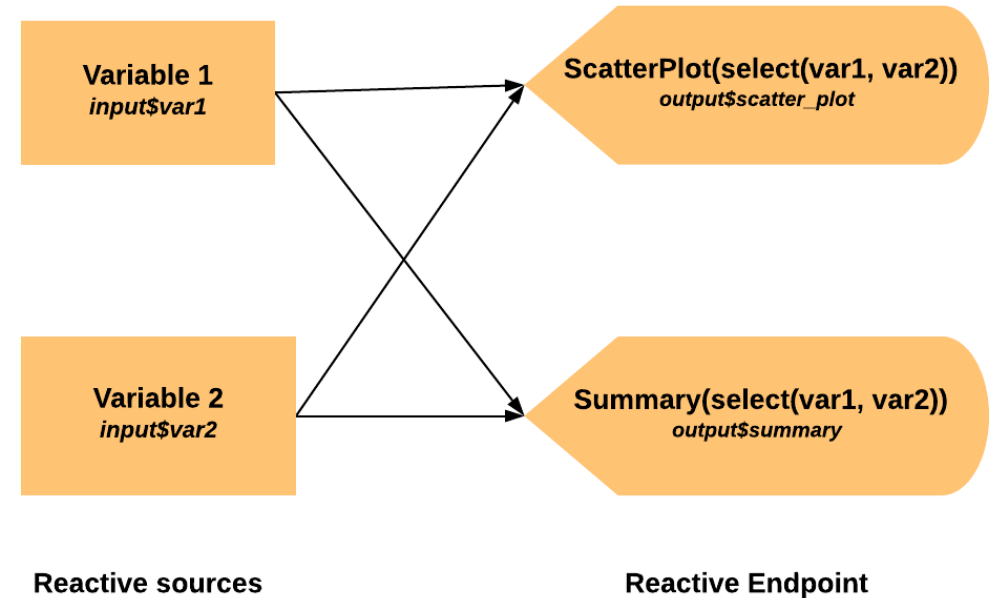 Variable 1
input$var1
ScatterPlot(select(var1, var2))
output$scatter_plot
Variable 2
input$var2
Summary(select(var1, var2))
output$summary
Reactive sources
Reactive Endpoint